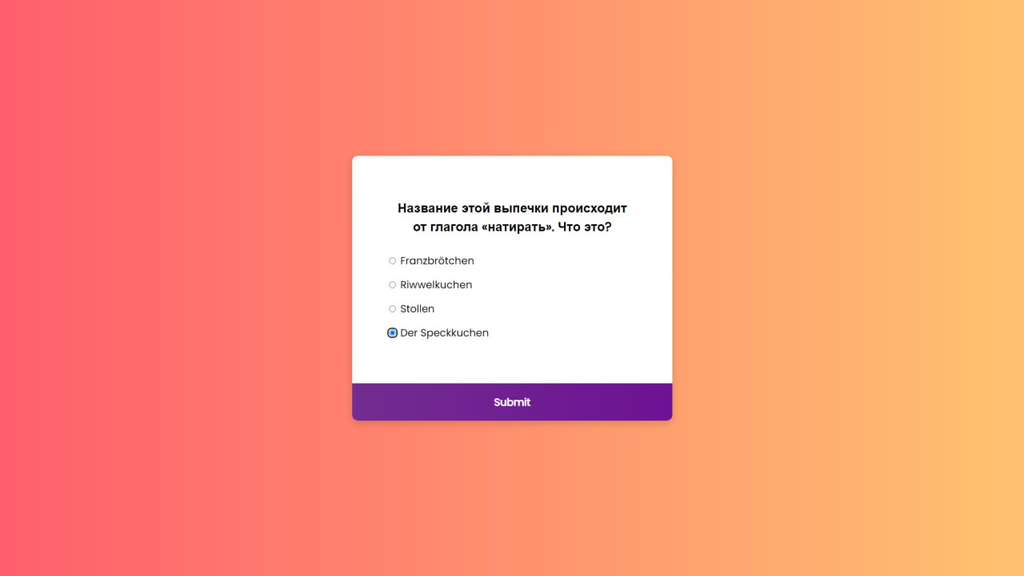 Название этой выпечки происходит
от глагола «натирать». Что это?
Franzbrötchen
Riwwelkuchen
Stollen
Der Speckkuchen
Submit